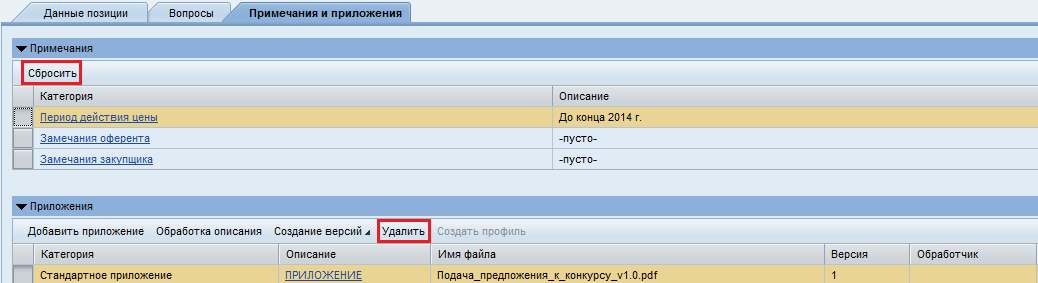 Данные позиции Вопросы Примечания и приложения
Примечания
Сбросить
Категория Описание
Период действия цены До конца 2014 г.
Замечания оферента -пусто-
Замечания закупщика -пусто-
Приложения
Добавить приложение Обработка описания Создание версий Удалить Создать профиль
Категория Описание Имя файла Версия Обработчик
Стандартное приложение ПРИЛОЖЕНИЕ Подача_предложения_к_конкурсу_v1.0.pdf 1